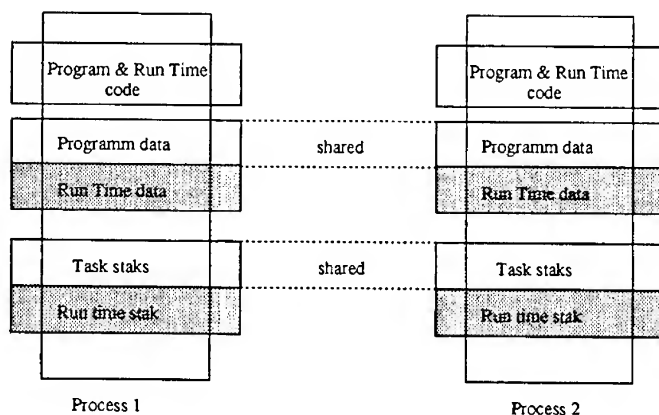 Program & Run Time
code
Program & Run Time
code
Programm data
shared
Programm data
Run Time data
Run Time data
Task staks
shared
Task staks
Run time stak
Run time stak
Process 1
Process 2